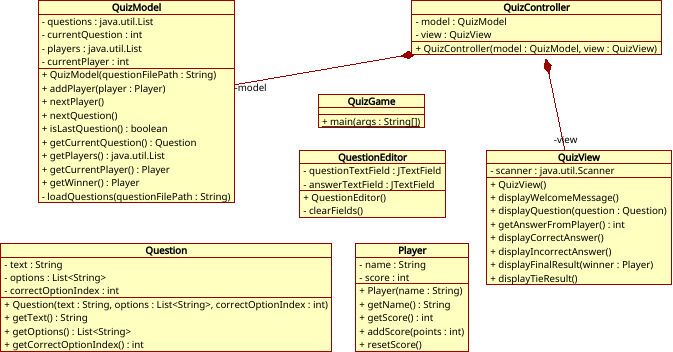 QuizModel
- questions : java.util.List
- currentQuestion : int
- players : java.util.List
- currentPlayer : int
+ QuizModel(questionFilePath : String)
+ addPlayer(player : Player)
+ nextPlayer()
+ nextQuestion()
+ isLastQuestion() : boolean
+ getCurrentQuestion() : Question
+ getPlayers() : java.util.List
+ getCurrentPlayer() : Player
+ getWinner() : Player
- loadQuestions(questionFilePath : String)
QuizController
- model : QuizModel
- view : QuizView
+ QuizController(model : QuizModel, view : QuizView)
-model
-view
QuizGame
+ main(args : String[])
QuestionEditor
- questionTextField : JTextField
- answerTextField : JTextField
+ QuestionEditor()
- clearFields()
QuizView
- scanner : java.util.Scanner
+ QuizView()
+ displayWelcomeMessage()
+ displayQuestion(question : Question)
+ getAnswerFromPlayer() : int
+ displayCorrectAnswer()
+ displayIncorrectAnswer()
+ displayFinalResult(winner : Player)
+ displayTieResult()
Question
- text : String
- options : List<String>
- correctOptionIndex : int
+ Question(text : String, options : List<String>, correctOptionIndex : int)
+ getText() : String
+ getOptions() : List<String>
+ getCorrectOptionIndex() : int
Player
- name : String
- score : int
+ Player(name : String)
+ getName() : String
+ getScore() : int
+ addScore(points : int)
+ resetScore()